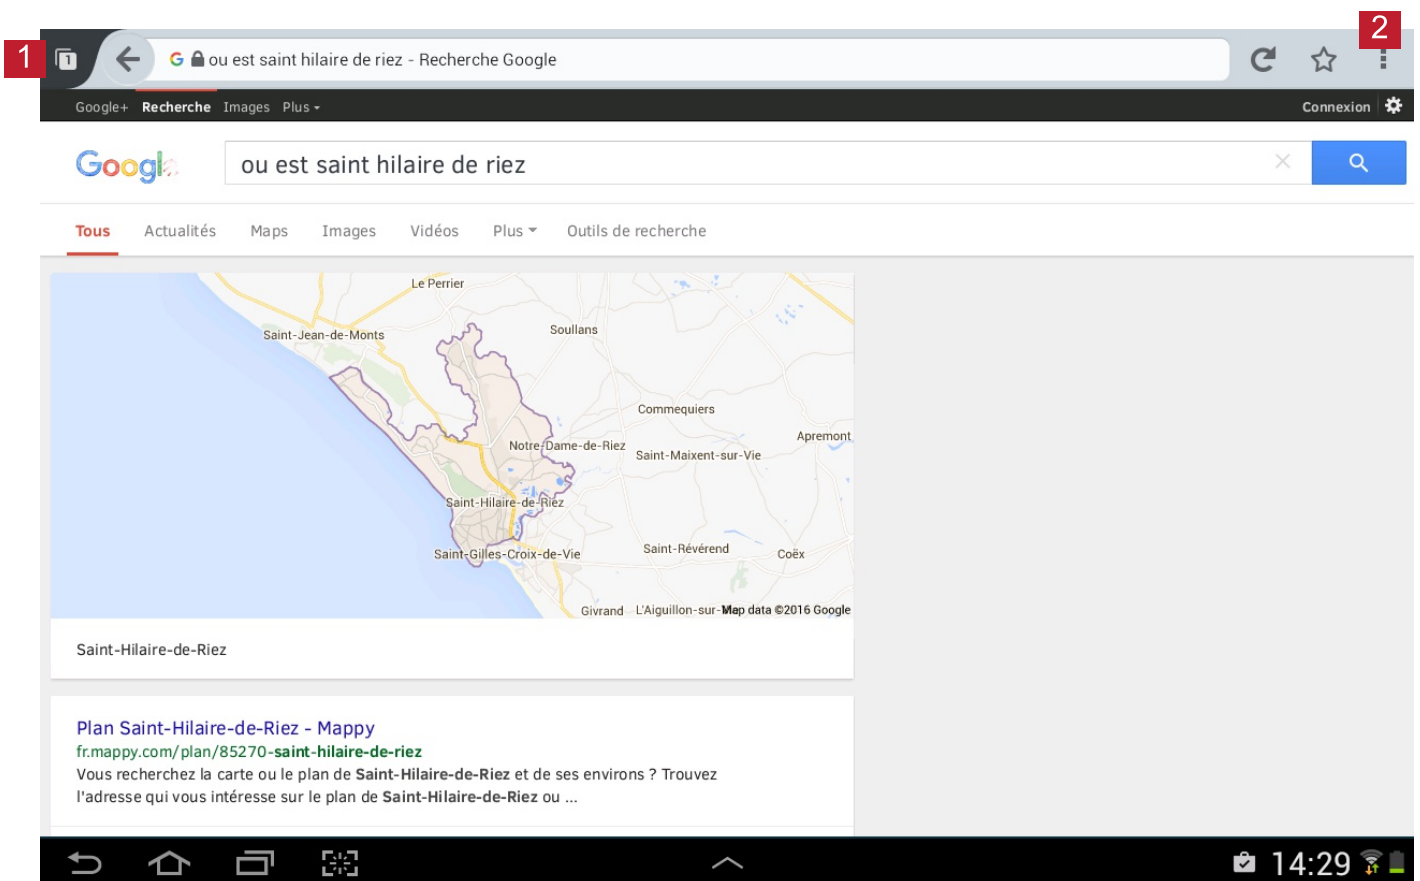 2
1
1
ou est saint hilaire de riez - Recherche Google
Google+ Recherche Images Plus
Connexion
Google
ou est saint hilaire de riez
Tous Actualités Maps Images Vidéos Plus Outils de recherche
Le Perrier
Saint-Jean-de-Monts
Soullans
Commequiers
Apremont
Notre-Dame-de-Riez
Saint-Maixent-sur-Vie
Saint-Hilaire-de-Riez
Saint-Gilles-Croix-de-Vie
Saint-Révérend
Coëx
Givrand
L'Aiguillon-sur-Vie
Map data ©2016 Google
Saint-Hilaire-de-Riez
Plan Saint-Hilaire-de-Riez - Mappy
fr.mappy.com/plan/85270-saint-hilaire-de-riez
Vous recherchez la carte ou le plan de Saint-Hilaire-de-Riez et de ses environs ? Trouvez
l'adresse qui vous intéresse sur le plan de Saint-Hilaire-de-Riez ou ...
14:29